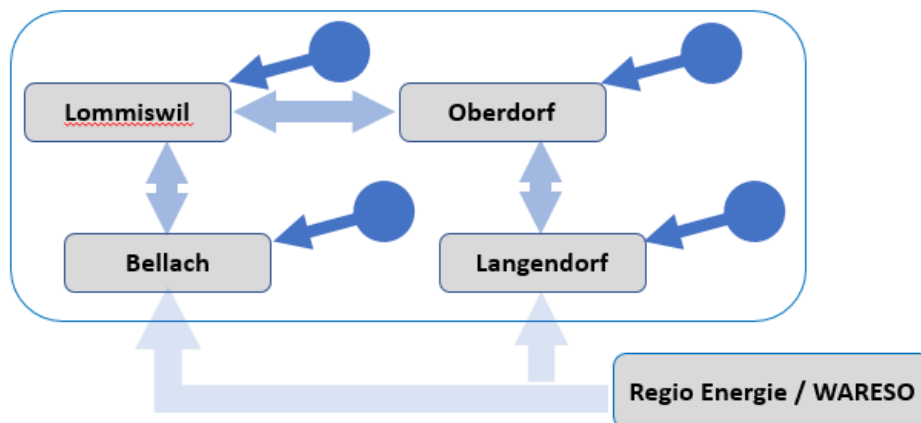 Lommiswil
Oberdorf
Bellach
Langendorf
Regio Energie / WARESO